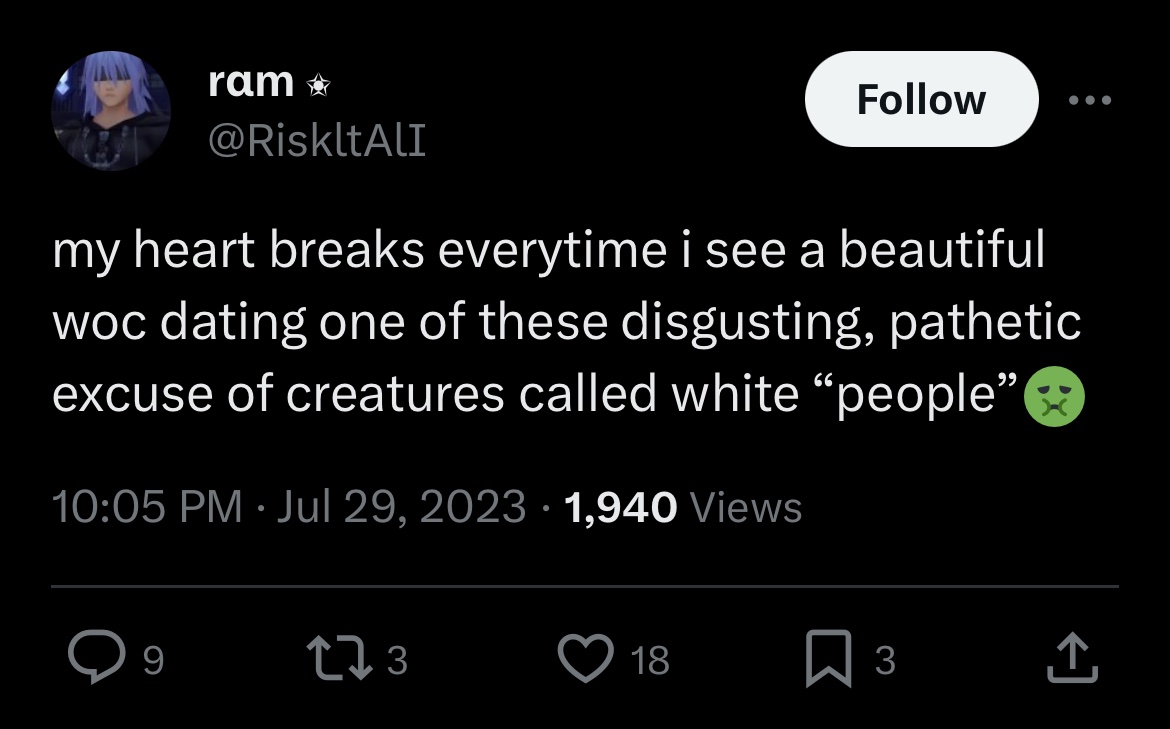 ram ✯
@RiskltAlI
Follow
my heart breaks everytime i see a beautiful
woc dating one of these disgusting, pathetic
excuse of creatures called white “people”🤢
10:05 PM · Jul 29, 2023 · 1,940 Views
9
3
18
3